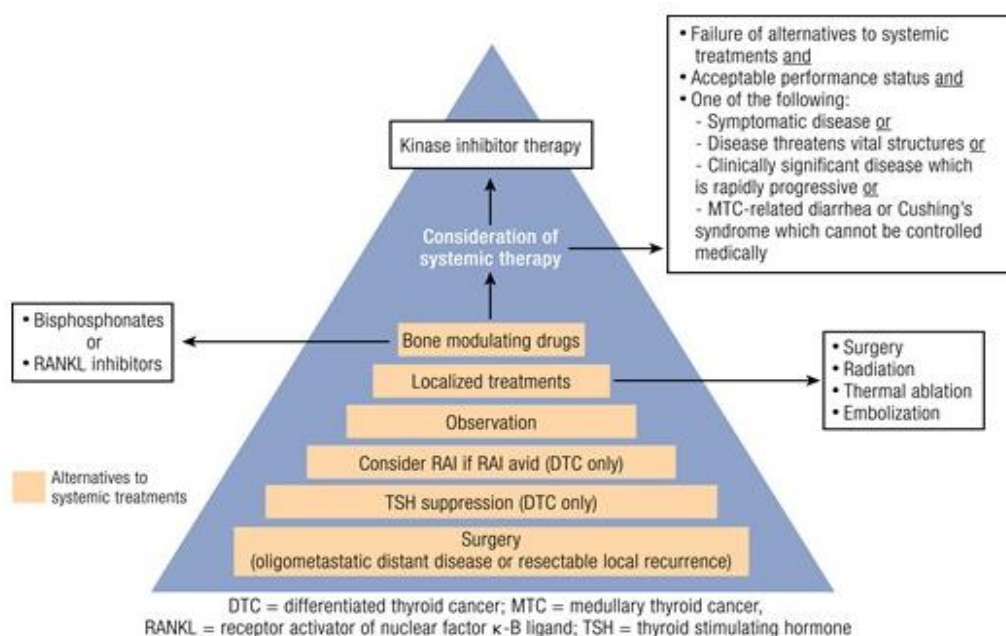 • Failure of alternatives to systemic
treatments and
• Acceptable performance status and
• One of the following:
- Symptomatic disease or
- Disease threatens vital structures or
- Clinically significant disease which
is rapidly progressive or
- MTC-related diarrhea or Cushing's
syndrome which cannot be controlled
medically
Kinase inhibitor therapy
Consideration of
systemic therapy
• Bisphosphonates
or
• RANKL inhibitors
Bone modulating drugs
Localized treatments
• Surgery
• Radiation
• Thermal ablation
• Embolization
Observation
Consider RAI if RAI avid (DTC only)
Alternatives to
systemic treatments
TSH suppression (DTC only)
Surgery
(oligometastatic distant disease or resectable local recurrence)
DTC = differentiated thyroid cancer; MTC = medullary thyroid cancer,
RANKL = receptor activator of nuclear factor κ-B ligand; TSH = thyroid stimulating hormone